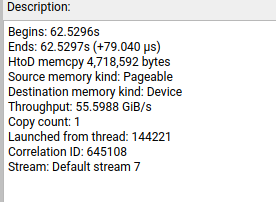 Description:
Begins: 62.5296s
Ends: 62.5297s (+79.040 μs)
HtoD memcpy 4,718,592 bytes
Source memory kind: Pageable
Destination memory kind: Device
Throughput: 55.5988 GiB/s
Copy count: 1
Launched from thread: 144221
Correlation ID: 645108
Stream: Default stream 7